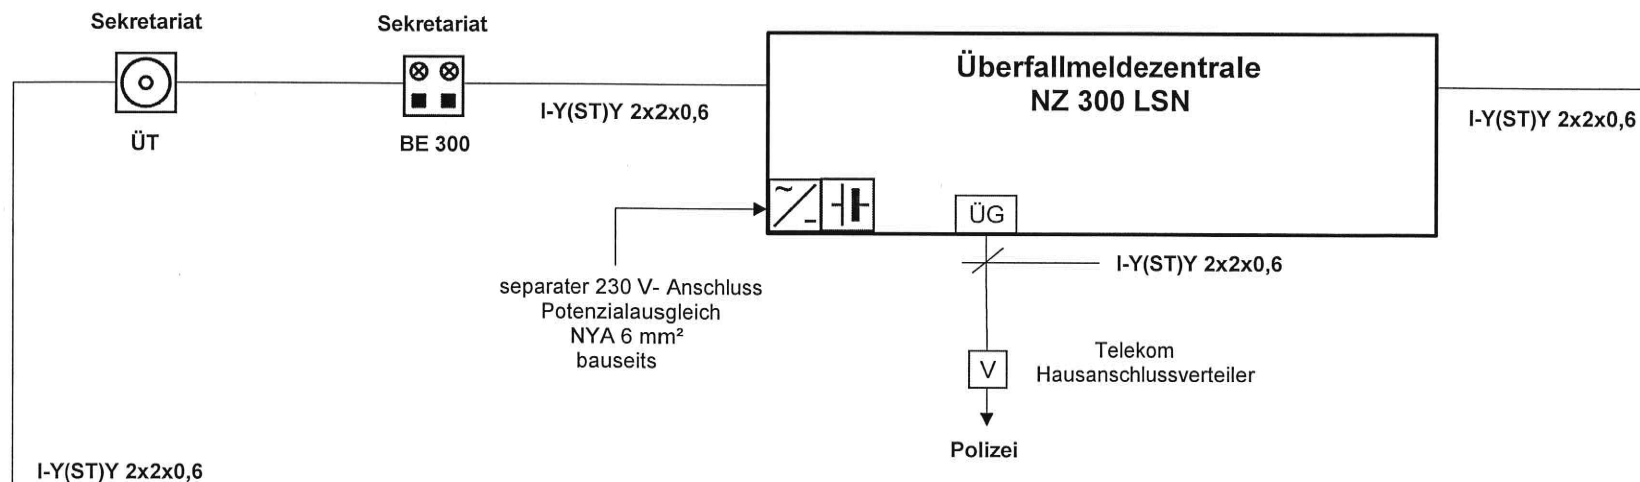 Sekretariat
Sekretariat
ÜT
BE 300
I-Y(ST)Y 2x2x0,6
Überfallmeldezentrale
NZ 300 LSN
I-Y(ST)Y 2x2x0,6
ÜG
I-Y(ST)Y 2x2x0,6
separater 230 V- Anschluss
Potenzialausgleich
NYA 6 mm²
bauseits
V
Telekom
Hausanschlussverteiler
Polizei
I-Y(ST)Y 2x2x0,6